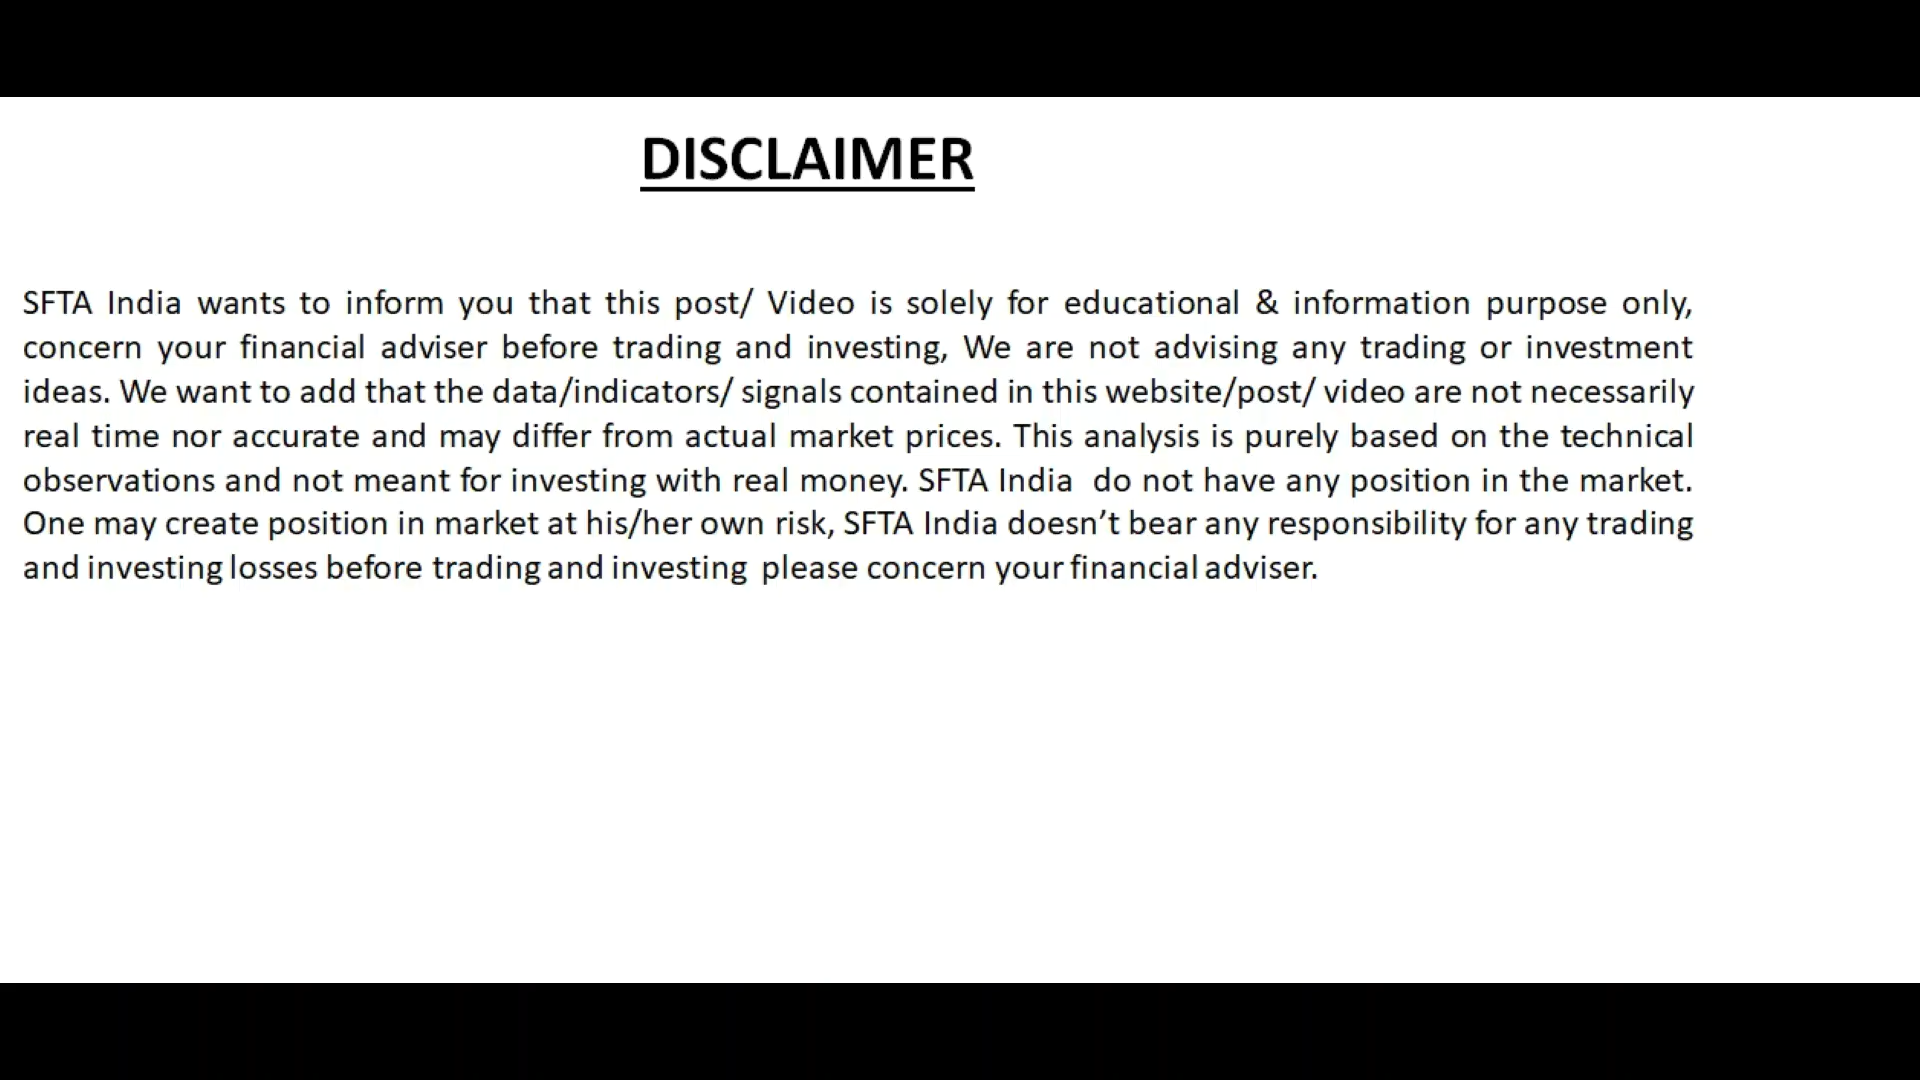 DISCLAIMER
SFTA India wants to inform you that this post/ Video is solely for educational & information purpose only,
concern your financial adviser before trading and investing, We are not advising any trading or investment
ideas. We want to add that the data/indicators/ signals contained in this website/post/ video are not necessarily
real time nor accurate and may differ from actual market prices. This analysis is purely based on the technical
observations and not meant for investing with real money. SFTA India  do not have any position in the market.
One may create position in market at his/her own risk, SFTA India doesn’t bear any responsibility for any trading
and investing losses before trading and investing  please concern your financial adviser.